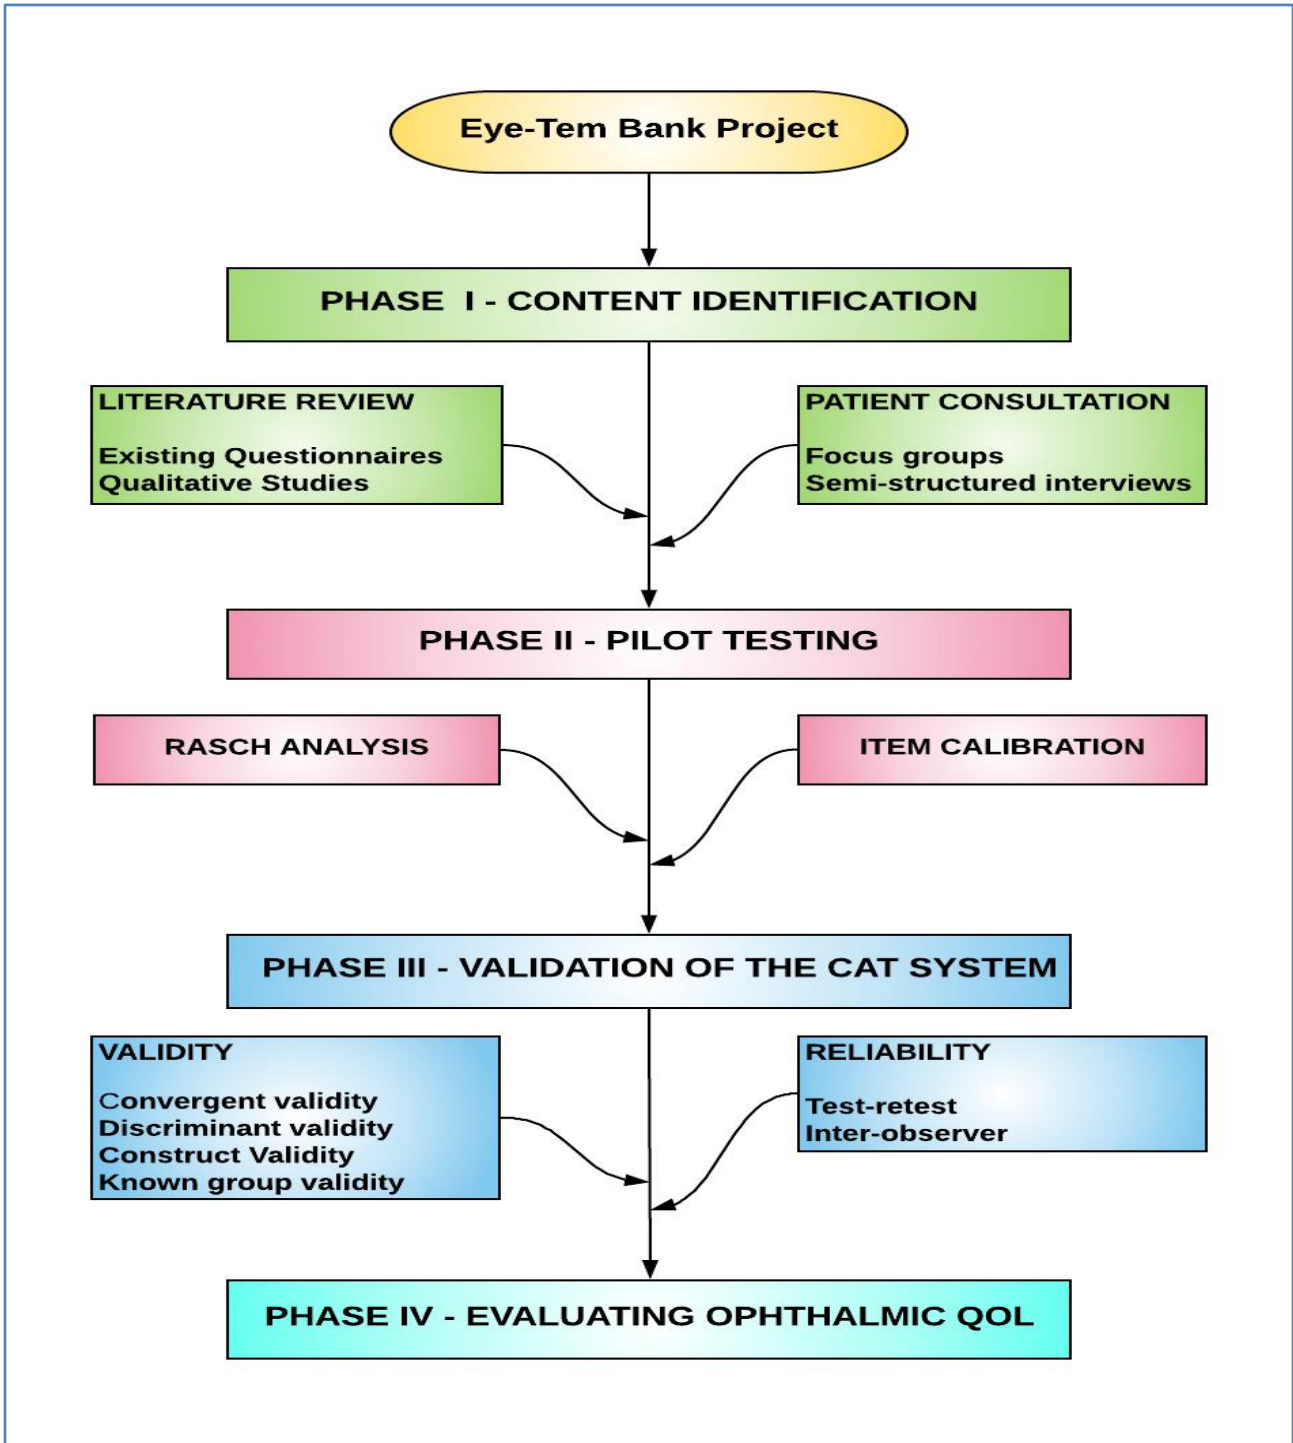 Eye-Tem Bank Project
PHASE I - CONTENT IDENTIFICATION
LITERATURE REVIEW
Existing Questionnaires
Qualitative Studies
PATIENT CONSULTATION
Focus groups
Semi-structured interviews
PHASE II - PILOT TESTING
RASCH ANALYSIS
ITEM CALIBRATION
PHASE III - VALIDATION OF THE CAT SYSTEM
VALIDITY
Convergent validity
Discriminant validity
Construct Validity
Known group validity
RELIABILITY
Test-retest
Inter-observer
PHASE IV - EVALUATING OPHTHALMIC QOL